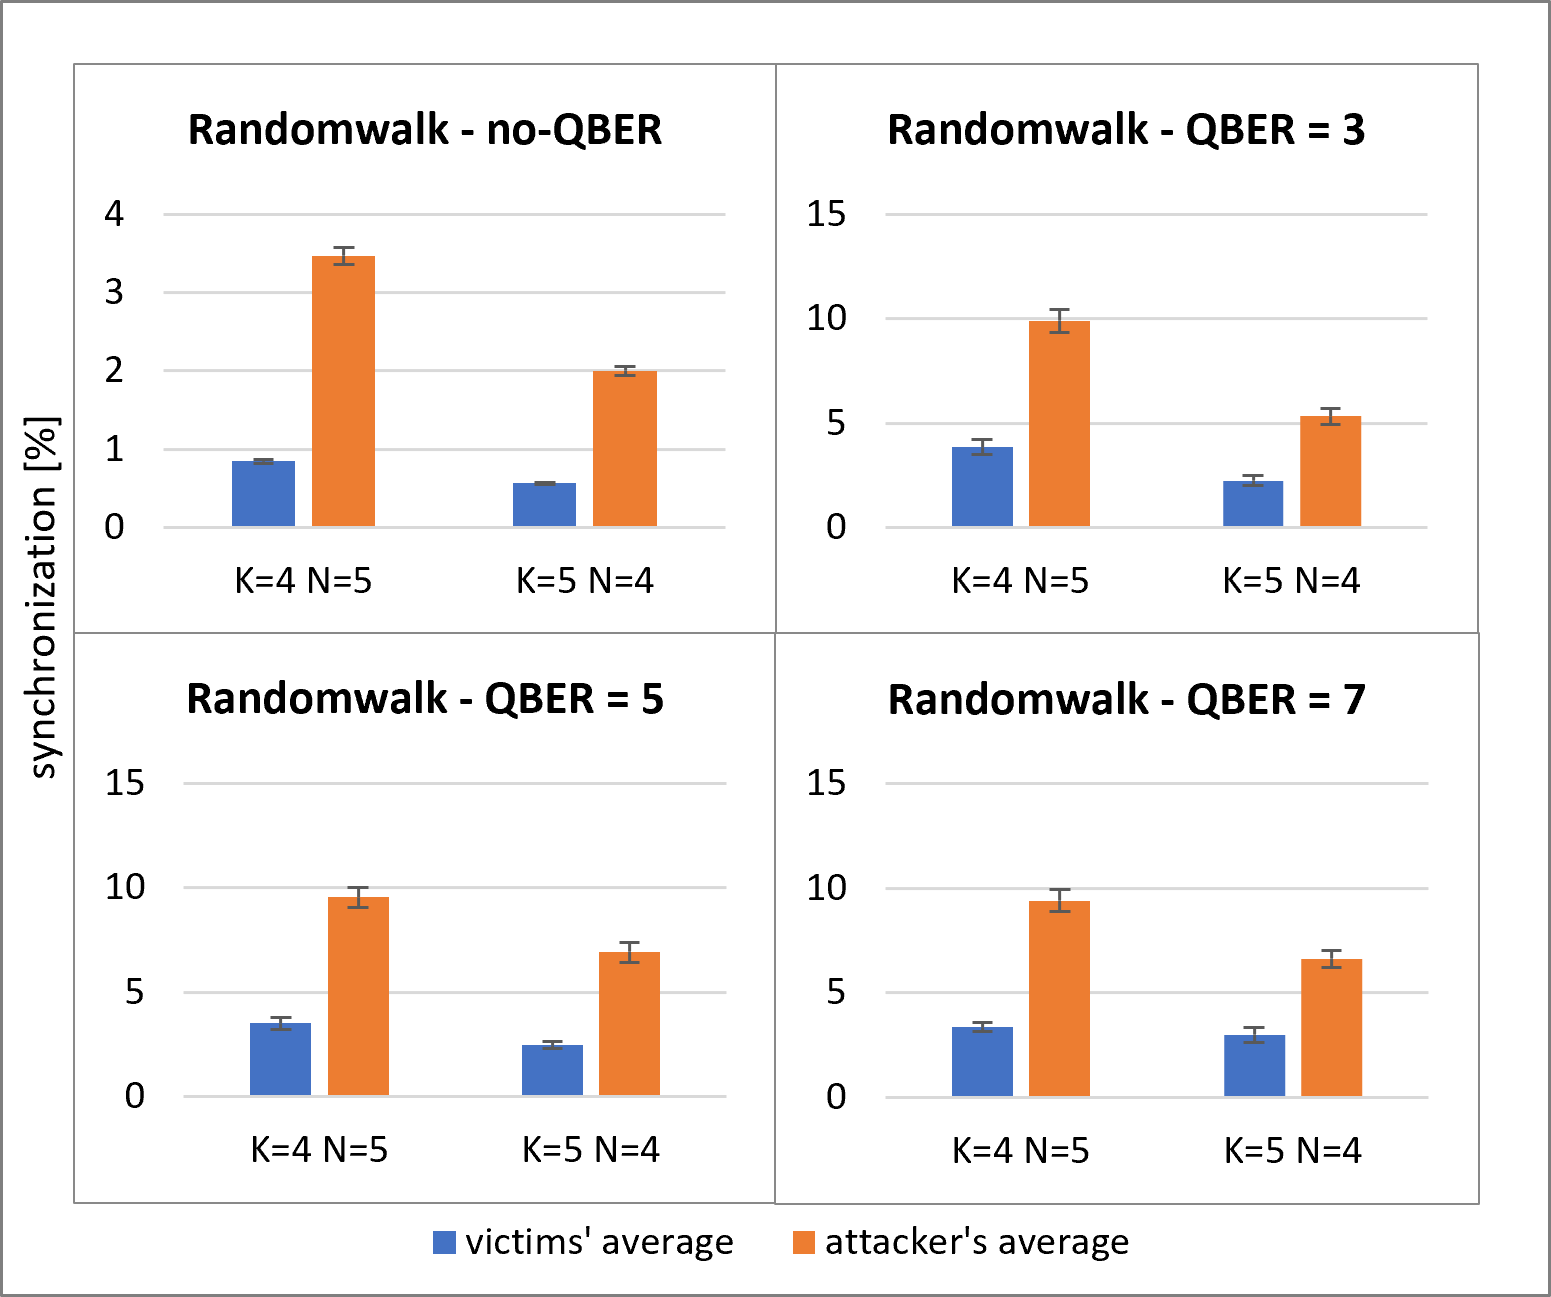 synchronization [%]
Randomwalk - no-QBER
4
3
2
1
0
K=4 N=5 K=5 N=4
Randomwalk - QBER = 3
15
10
5
0
K=4 N=5 K=5 N=4
Randomwalk - QBER = 5
15
10
5
0
K=4 N=5 K=5 N=4
Randomwalk - QBER = 7
15
10
5
0
K=4 N=5 K=5 N=4
victims' average attacker's average